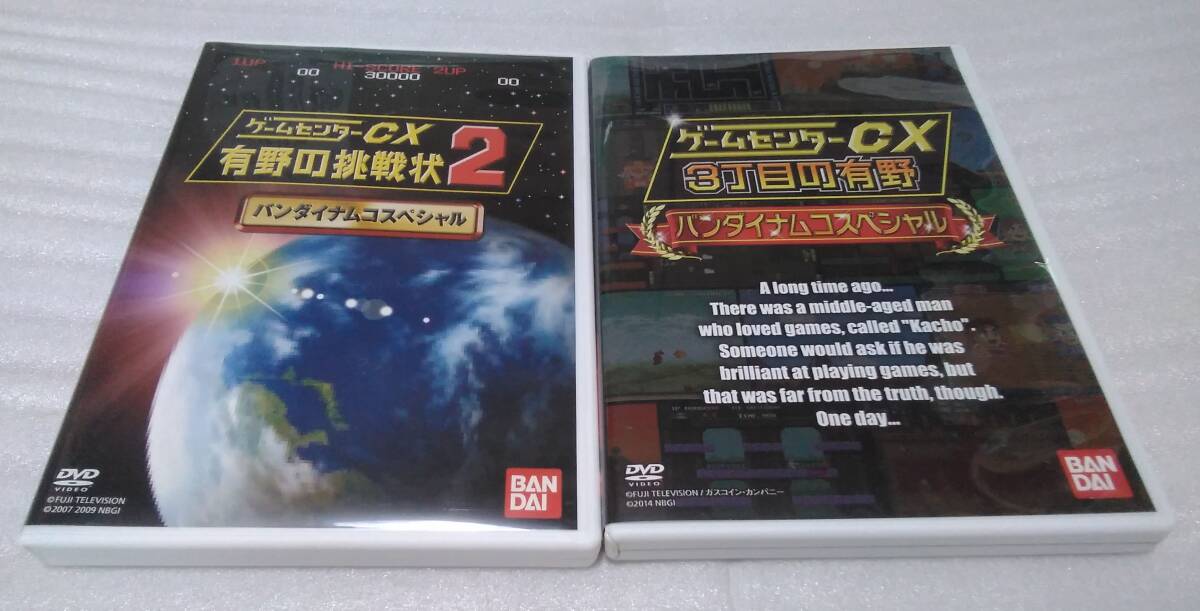 1UP HI-SCORE 2UP
00 30000 00
ゲームセンターCX
有野の挑戦状2
バンダイナムコスペシャル
DVD
VIDEO
©FUJI TELEVISION
©2007 2009 NBGI
BAN
DAI
ゲームセンターCX
3丁目の有野
バンダイナムコスペシャル
A long time ago...
There was a middle-aged man
who loved games, called "Kacho".
Someone would ask if he was
brilliant at playing games, but
that was far from the truth, though.
One day...
DVD
VIDEO
©FUJI TELEVISION / ガスコイン・カンパニー
©2014 NBGI
BAN
DAI